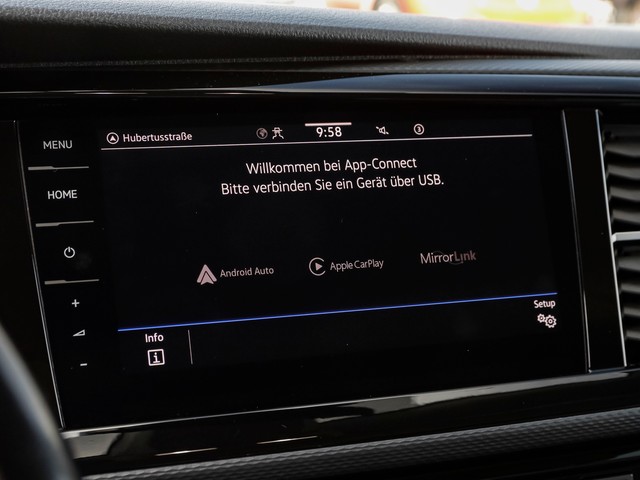 Hubertusstraße
9:58
3
MENU
HOME
Willkommen bei App-Connect
Bitte verbinden Sie ein Gerät über USB.
Android Auto
Apple CarPlay
MirrorLink
+
-
Info
i
Setup